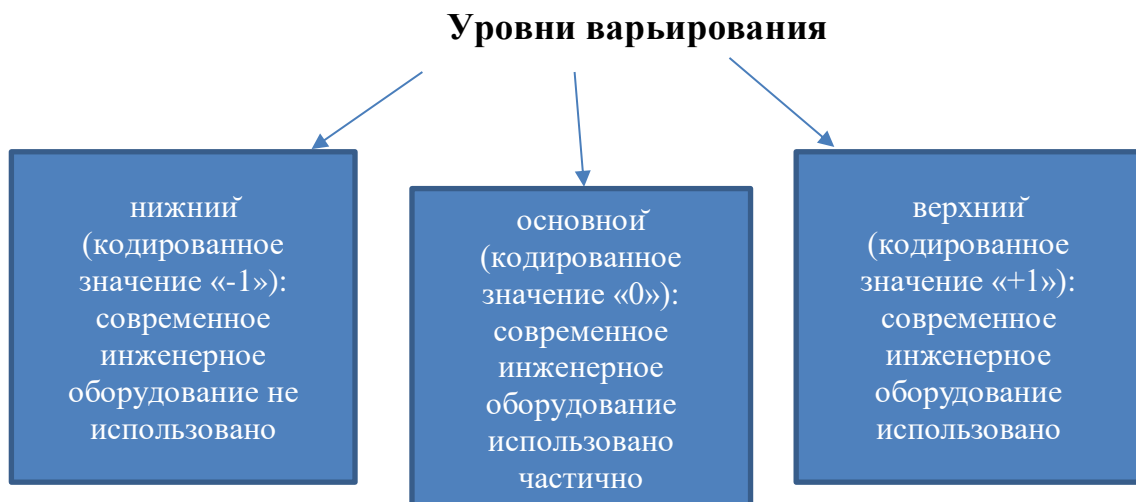 Уровни варьирования
нижний
(кодированное
значение «-1»):
современное
инженерное
оборудование не
использовано
основной
(кодированное
значение «0»):
современное
инженерное
оборудование
использовано
частично
верхний
(кодированное
значение «+1»):
современное
инженерное
оборудование
использовано